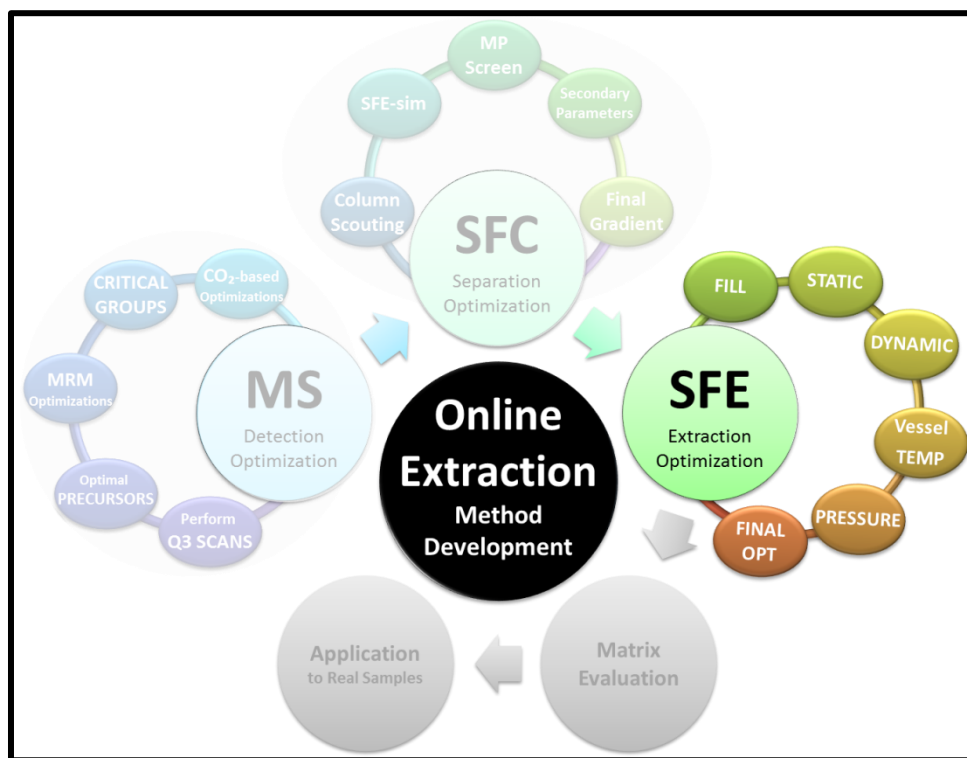 MP
Screen
SFE-sim
Secondary
Parameters
Column
Scouting
Final
Gradient
SFC
Separation
Optimization
CRITICAL
GROUPS
CO₂-based
Optimizations
MRM
Optimizations
Optimal
PRECURSORS
Perform
Q3 SCANS
MS
Detection
Optimization
Online
Extraction
Method
Development
SFE
Extraction
Optimization
FILL
STATIC
DYNAMIC
Vessel
TEMP
PRESSURE
FINAL
OPT
Matrix
Evaluation
Application
to Real Samples